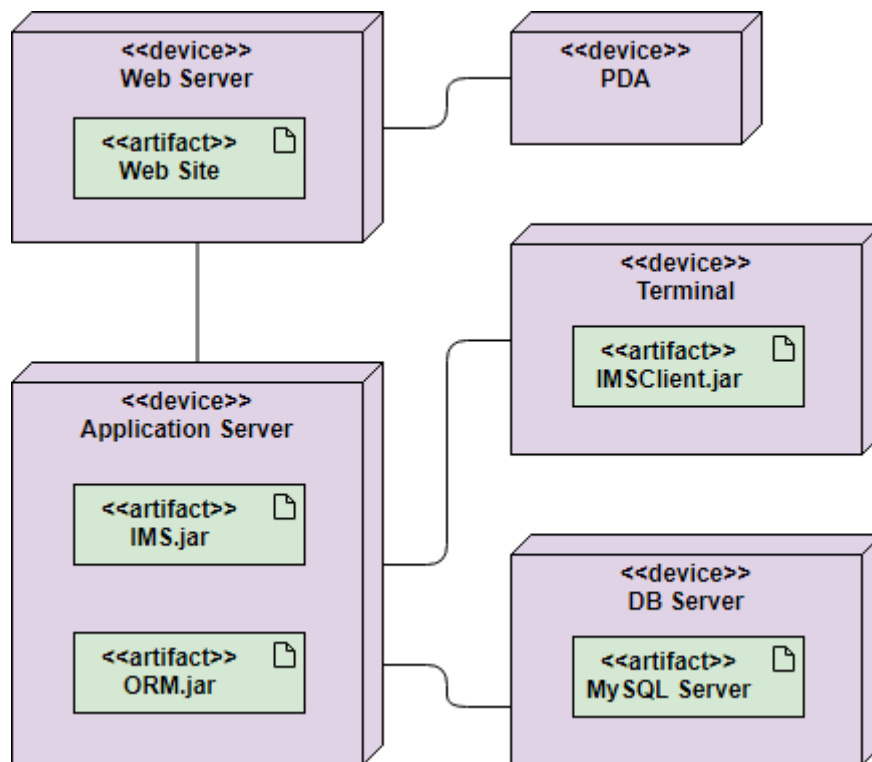 <<device>>
Web Server
<<artifact>>
Web Site
<<device>>
PDA
<<device>>
Terminal
<<artifact>>
IMSClient.jar
<<device>>
Application Server
<<artifact>>
IMS.jar
<<artifact>>
ORM.jar
<<device>>
DB Server
<<artifact>>
MySQL Server